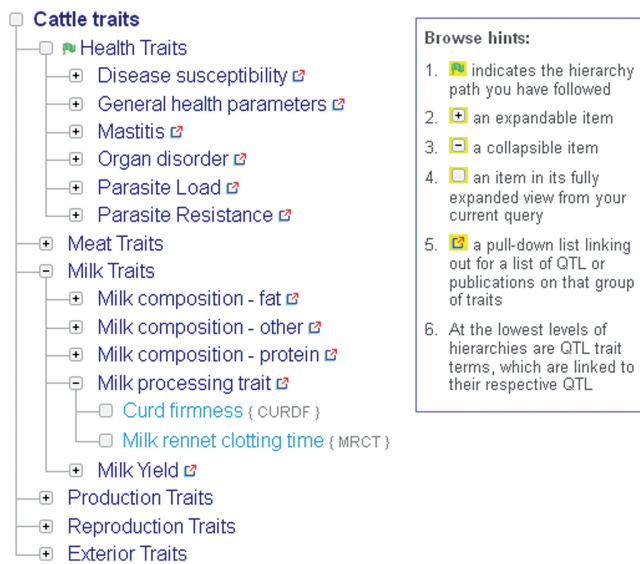 Cattle traits
Health Traits
Disease susceptibility
General health parameters
Mastitis
Organ disorder
Parasite Load
Parasite Resistance
Meat Traits
Milk Traits
Milk composition - fat
Milk composition - other
Milk composition - protein
Milk processing trait
Curd firmness { CURDF }
Milk rennet clotting time { MRCT }
Milk Yield
Production Traits
Reproduction Traits
Exterior Traits
Browse hints:
1. indicates the hierarchy
path you have followed
2. an expandable item
3. a collapsible item
4. an item in its fully
expanded view from your
current query
5. a pull-down list linking
out for a list of QTL or
publications on that group
of traits
6. At the lowest levels of
hierarchies are QTL trait
terms, which are linked to
their respective QTL